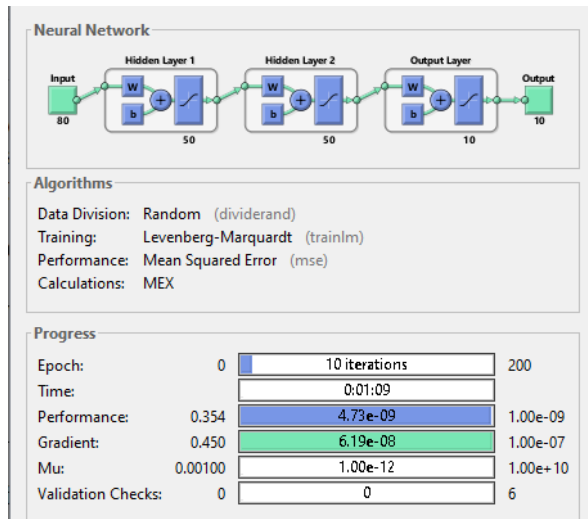 Neural Network
Hidden Layer 1 Hidden Layer 2 Output Layer
Input Output
W W W
b b b
+ + +
80 10
50 50 10
Algorithms
Data Division: Random (dividerand)
Training: Levenberg-Marquardt (trainlm)
Performance: Mean Squared Error (mse)
Calculations: MEX
Progress
Epoch: 0 10 iterations 200
Time: 0:01:09
Performance: 0.354 4.73e-09 1.00e-09
Gradient: 0.450 6.19e-08 1.00e-07
Mu: 0.00100 1.00e-12 1.00e+10
Validation Checks: 0 0 6